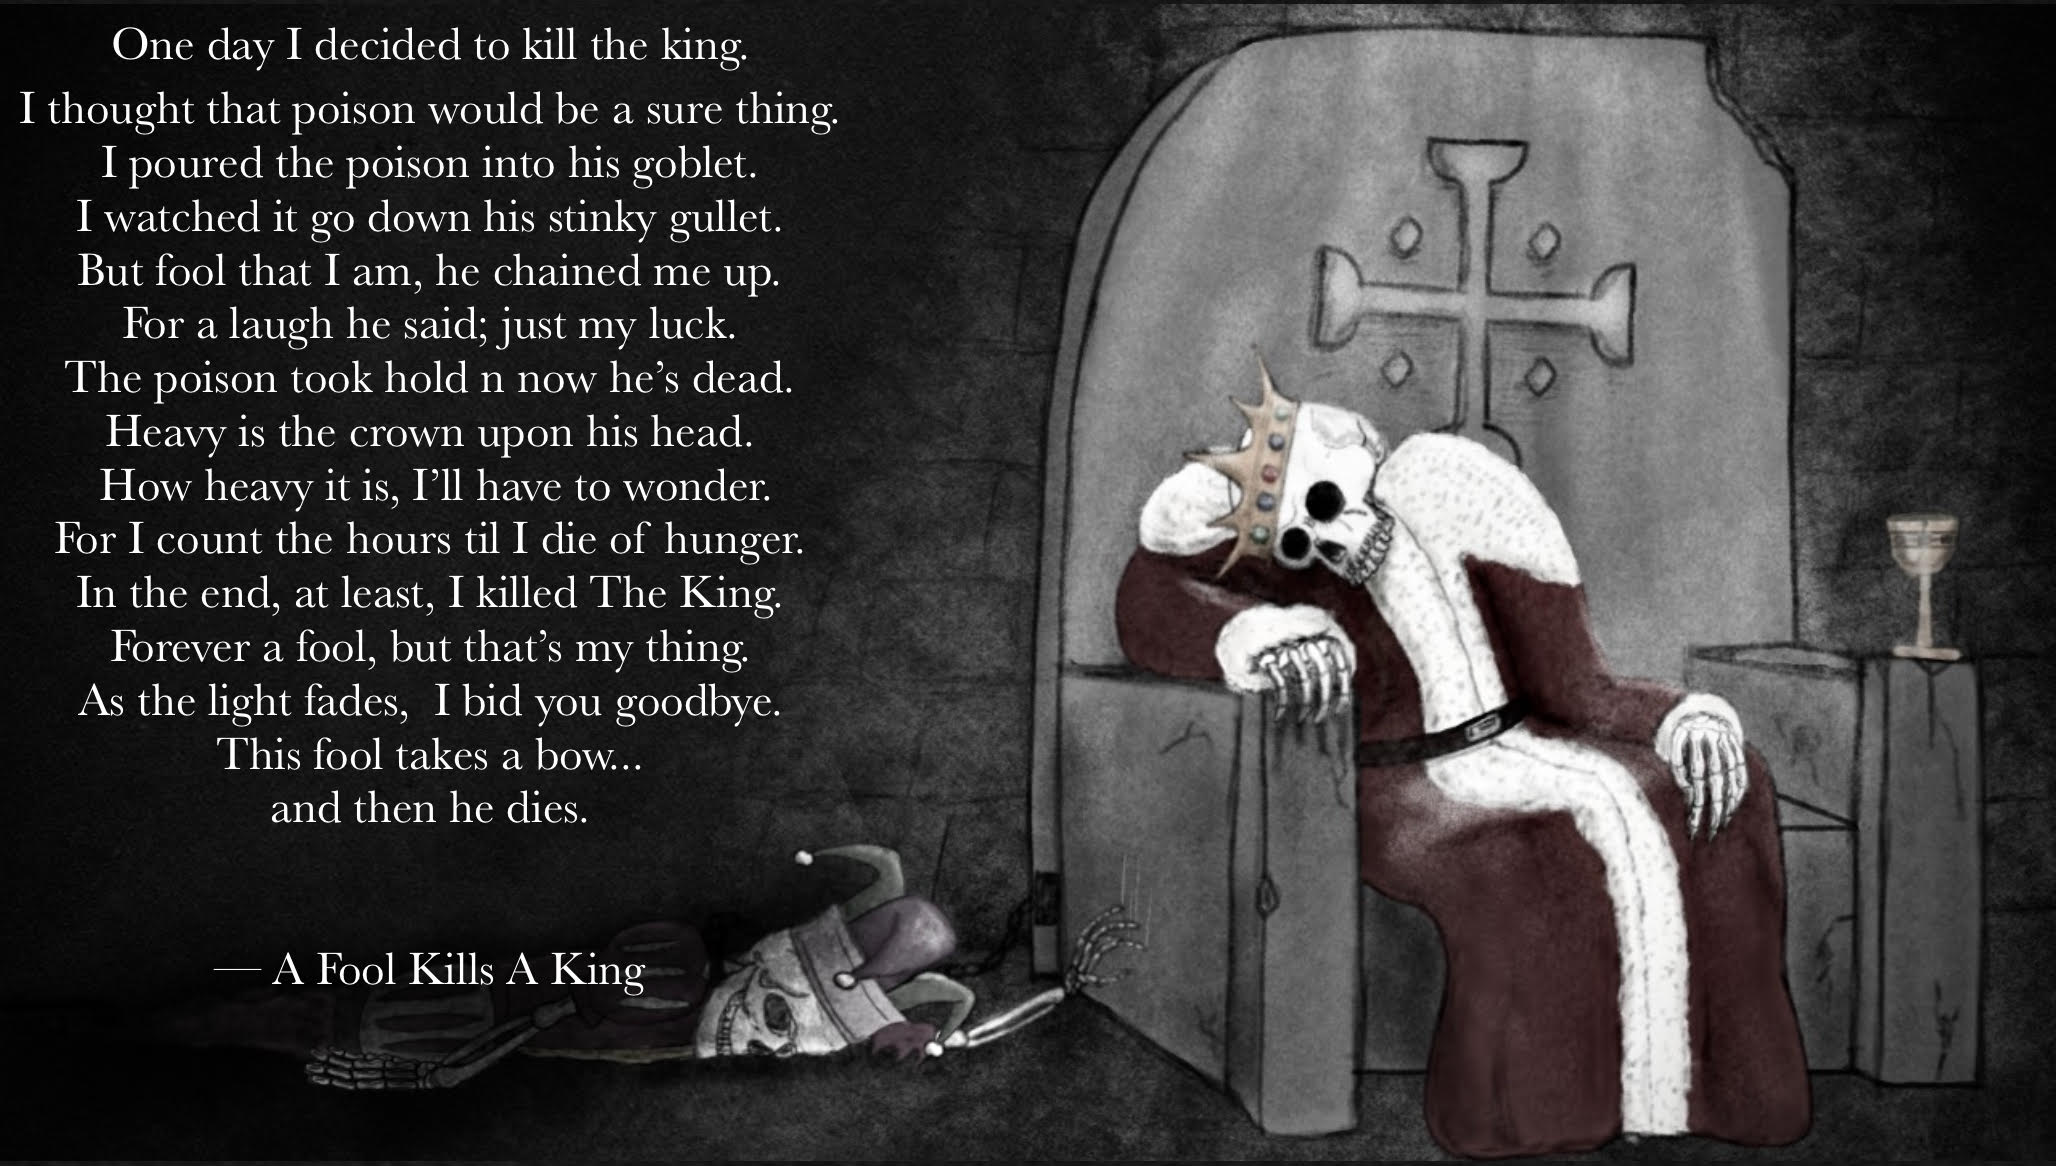 One day I decided to kill the king.
I thought that poison would be a sure thing.
I poured the poison into his goblet.
I watched it go down his stinky gullet.
But fool that I am, he chained me up.
For a laugh he said; just my luck.
The poison took hold n now he’s dead.
Heavy is the crown upon his head.
How heavy it is, I’ll have to wonder.
For I count the hours til I die of hunger.
In the end, at least, I killed The King.
Forever a fool, but that’s my thing.
As the light fades,  I bid you goodbye.
This fool takes a bow...
and then he dies.
— A Fool Kills A King